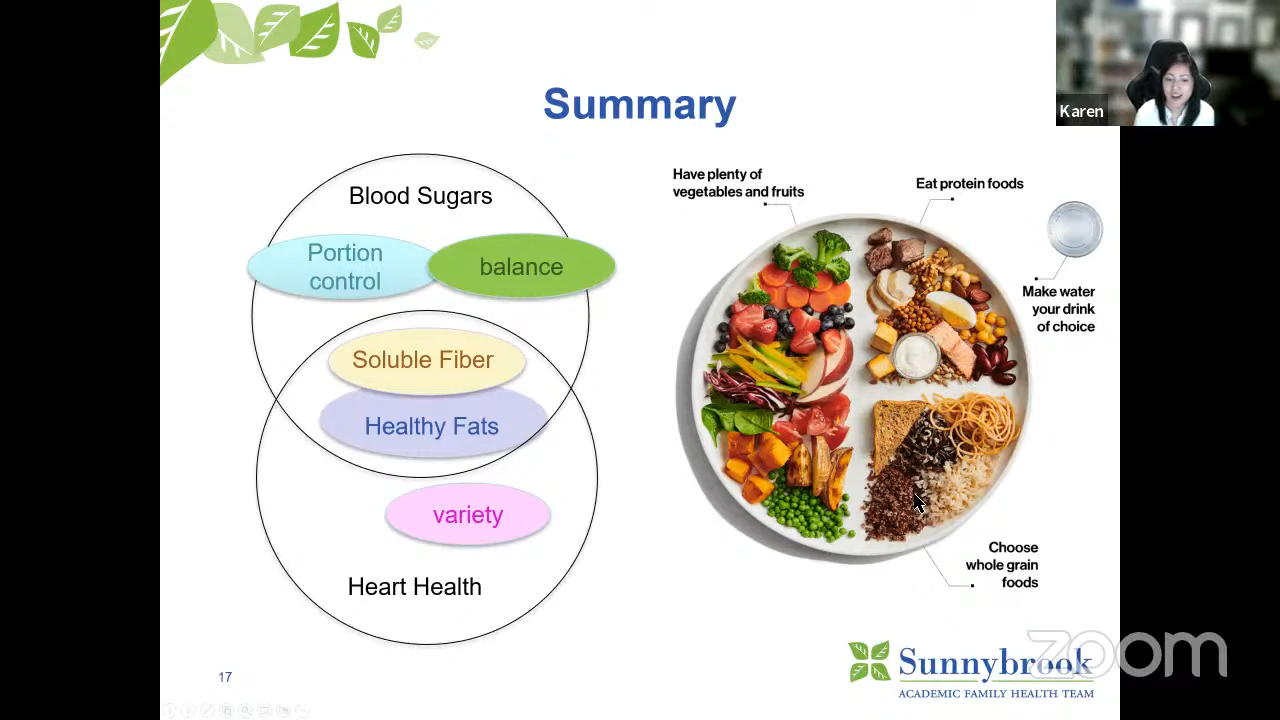 Summary
Karen
Blood Sugars
Portion
control
balance
Soluble Fiber
Healthy Fats
variety
Heart Health
Have plenty of
vegetables and fruits
Eat protein foods
Make water
your drink
of choice
Choose
whole grain
foods
17
Sunnybrook
ACADEMIC FAMILY HEALTH TEAM
zoom